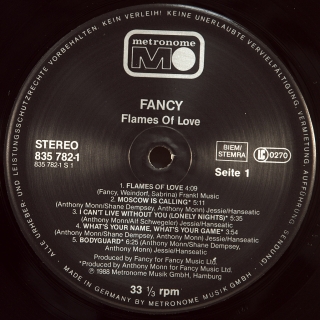 ALLE URHEBER- UND LEISTUNGSSCHUTZRECHTE VORBEHALTEN. KEIN VERLEIH! KEINE UNERLAUBTE VERVIELFÄLTIGUNG, VERMIETUNG, AUFFÜHRUNG, SENDUNG!
metronome
M
FANCY
Flames Of Love
STEREO
835 782-1
835 782-1 S 1
BIEM/
STEMRA
LC 0270
Seite 1
1. FLAMES OF LOVE 4:09
(Fancy, Weindorf, Sabrina) Frankl Music
2. MOSCOW IS CALLING* 5:25
(Anthony Monn/Shane Dempsey, Anthony Monn) Jessie/Hanseatic
3. I CAN'T LIVE WITHOUT YOU (LONELY NIGHTS)* 5:35
(Anthony Monn/Alf Schwegeler) Jessie/Hanseatic
4. WHAT'S YOUR NAME, WHAT'S YOUR GAME* 3:54
(Anthony Monn/Shane Dempsey, Anthony Monn) Jessie/Hanseatic
5. BODYGUARD* 6:25 (Anthony Monn/Shane Dempsey,
Anthony Monn) Jessie/Hanseatic
Produced by Fancy for Fancy Music Ltd.
*Produced by Anthony Monn for Fancy Music Ltd.
℗ 1988 Metronome Musik GmbH, Hamburg
33 ⅓ rpm
MADE IN GERMANY BY METRONOME MUSIK GMBH